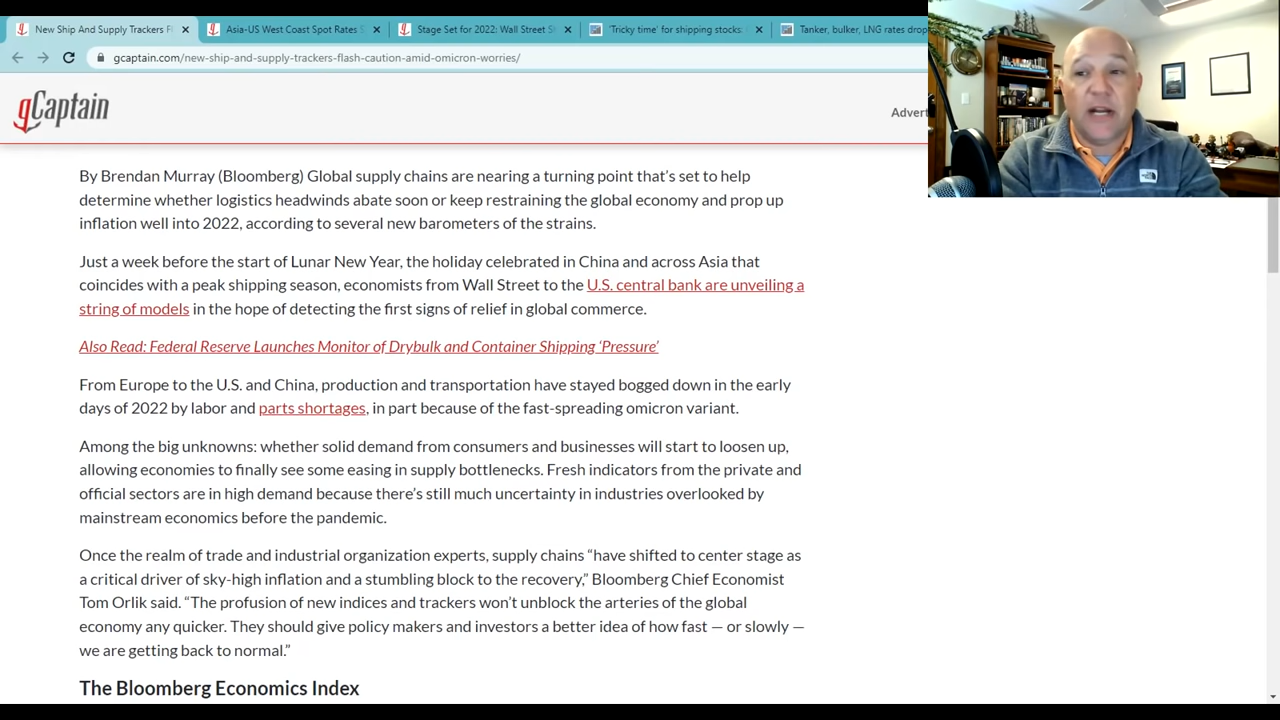 New Ship And Supply Trackers F
Asia-US West Coast Spot Rates S
Stage Set for 2022: Wall Street S
'Tricky time' for shipping stocks:
Tanker, bulker, LNG rates drop
gcaptain.com/new-ship-and-supply-trackers-flash-caution-amid-omicron-worries/
gCaptain
Advert
By Brendan Murray (Bloomberg) Global supply chains are nearing a turning point that's set to help
determine whether logistics headwinds abate soon or keep restraining the global economy and prop up
inflation well into 2022, according to several new barometers of the strains.
Just a week before the start of Lunar New Year, the holiday celebrated in China and across Asia that
coincides with a peak shipping season, economists from Wall Street to the U.S. central bank are unveiling a
string of models in the hope of detecting the first signs of relief in global commerce.
Also Read: Federal Reserve Launches Monitor of Drybulk and Container Shipping ‘Pressure’
From Europe to the U.S. and China, production and transportation have stayed bogged down in the early
days of 2022 by labor and parts shortages, in part because of the fast-spreading omicron variant.
Among the big unknowns: whether solid demand from consumers and businesses will start to loosen up,
allowing economies to finally see some easing in supply bottlenecks. Fresh indicators from the private and
official sectors are in high demand because there's still much uncertainty in industries overlooked by
mainstream economics before the pandemic.
Once the realm of trade and industrial organization experts, supply chains “have shifted to center stage as
a critical driver of sky-high inflation and a stumbling block to the recovery,” Bloomberg Chief Economist
Tom Orlik said. “The profusion of new indices and trackers won't unblock the arteries of the global
economy any quicker. They should give policy makers and investors a better idea of how fast — or slowly —
we are getting back to normal.”
The Bloomberg Economics Index